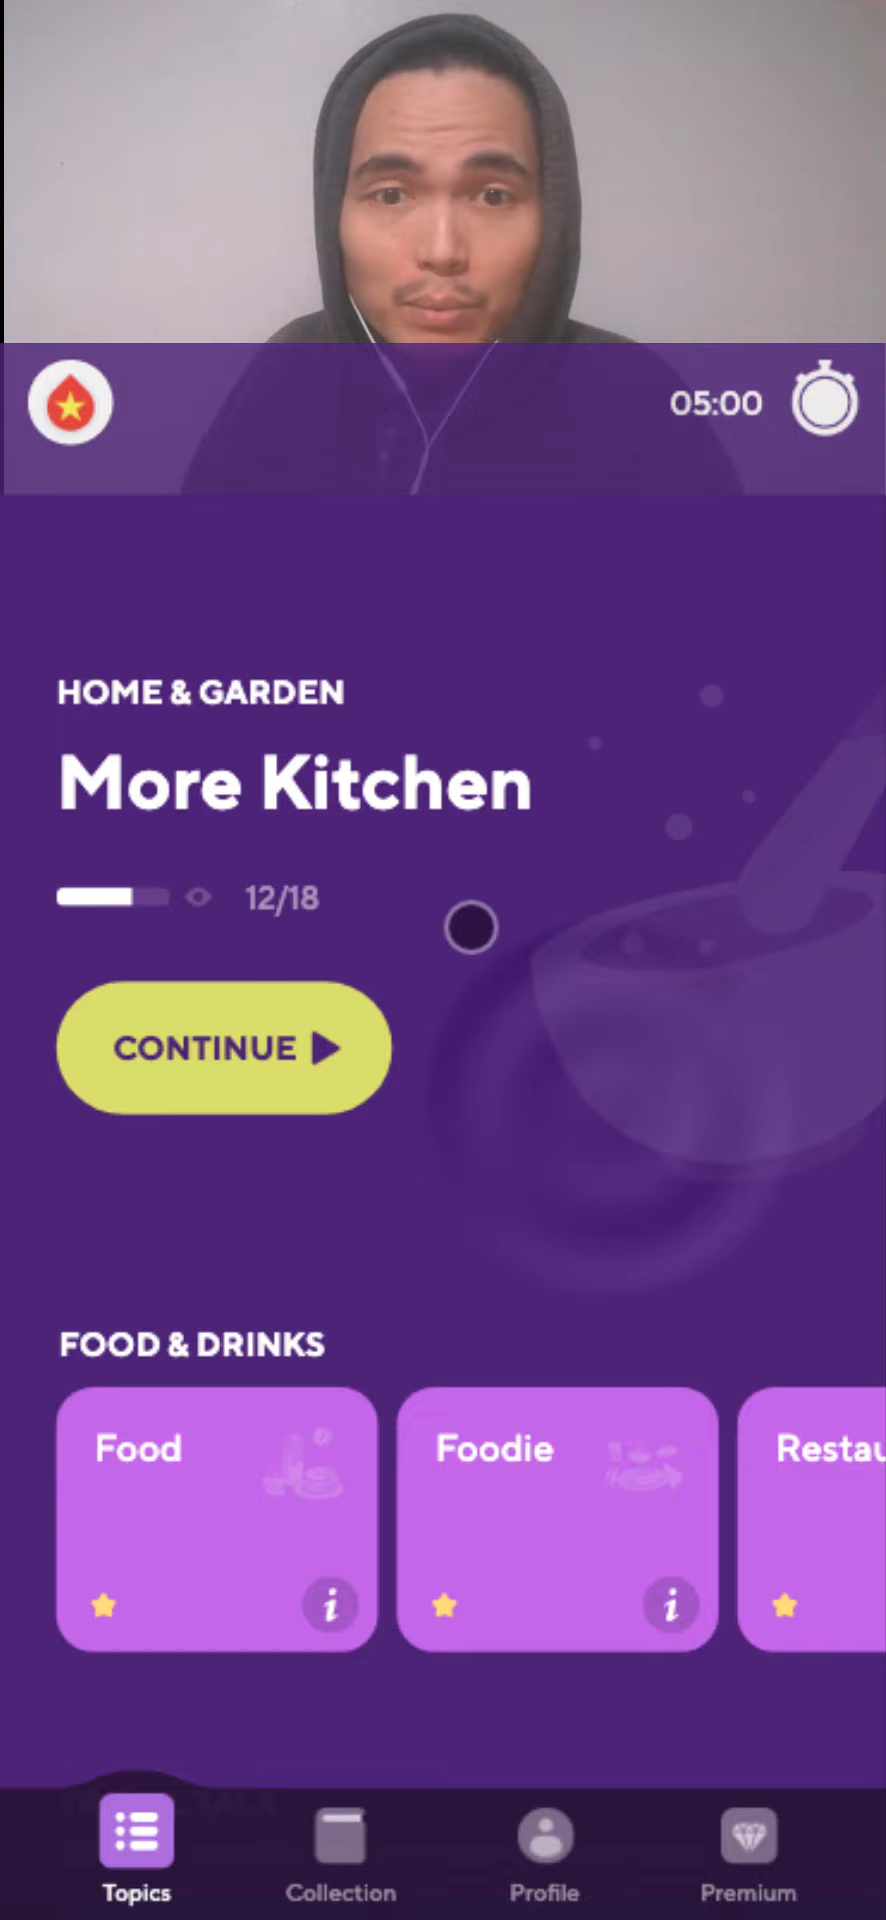 05:00
HOME & GARDEN
More Kitchen
12/18
CONTINUE
FOOD & DRINKS
Food
Foodie
Restau
i
i
Topics
Collection
Profile
Premium